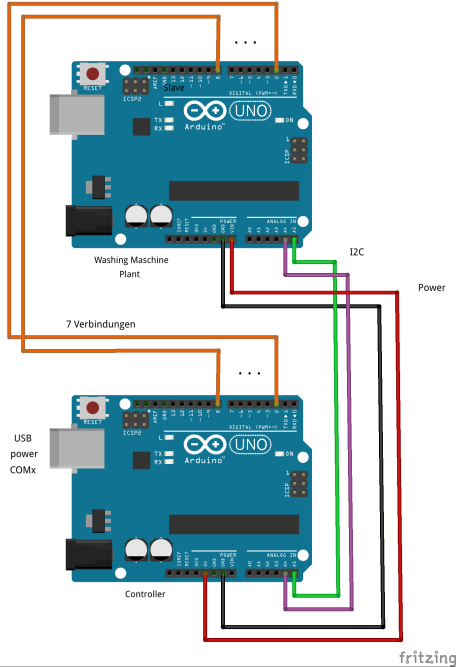 . . .
RESET
ICSP2
AREF
GND
13
12
~11
~10
~9
8
7
~6
~5
4
~3
2
TX▸1
RX◂0
Slave
DIGITAL (PWM~)
L
TX
RX
Arduino™
UNO
ON
ICSP
1
IOREF
RESET
3V3
5V
GND
GND
VIN
POWER
ANALOG IN
A0
A1
A2
A3
A4
A5
Washing Maschine
Plant
I2C
Power
7 Verbindungen
. . .
RESET
ICSP2
AREF
GND
13
12
~11
~10
~9
8
7
~6
~5
4
~3
2
TX▸1
RX◂0
DIGITAL (PWM~)
L
TX
RX
Arduino™
UNO
ON
ICSP
1
USB
power
COMx
IOREF
RESET
3V3
5V
GND
GND
VIN
POWER
ANALOG IN
A0
A1
A2
A3
A4
A5
Controller
fritzing